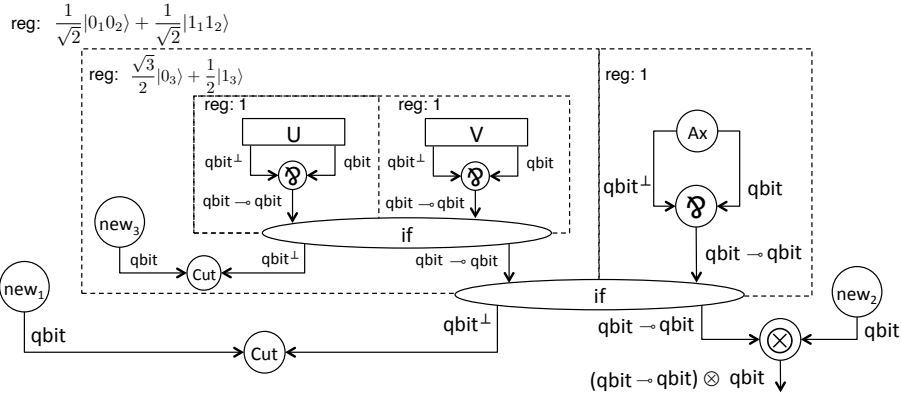 reg: 1/√2|0₁0₂⟩ + 1/√2|1₁1₂⟩
reg: √3/2|0₃⟩ + 1/2|1₃⟩
reg: 1
reg: 1
reg: 1
U
V
Ax
qbit⊥
qbit
qbit⊥
qbit
⅋
⅋
qbit⊥
qbit
⅋
qbit ⊸ qbit
qbit ⊸ qbit
new₃
if
qbit
qbit⊥
qbit ⊸ qbit
qbit ⊸ qbit
Cut
new₁
if
new₂
qbit
qbit⊥
qbit ⊸ qbit
qbit
Cut
⊗
(qbit ⊸ qbit) ⊗ qbit